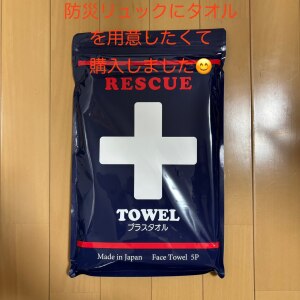 防災リュックにタオル
を用意したくて
購入しました😊
RESCUE
TOWEL
プラスタオル
Made in Japan Face Towel 5P